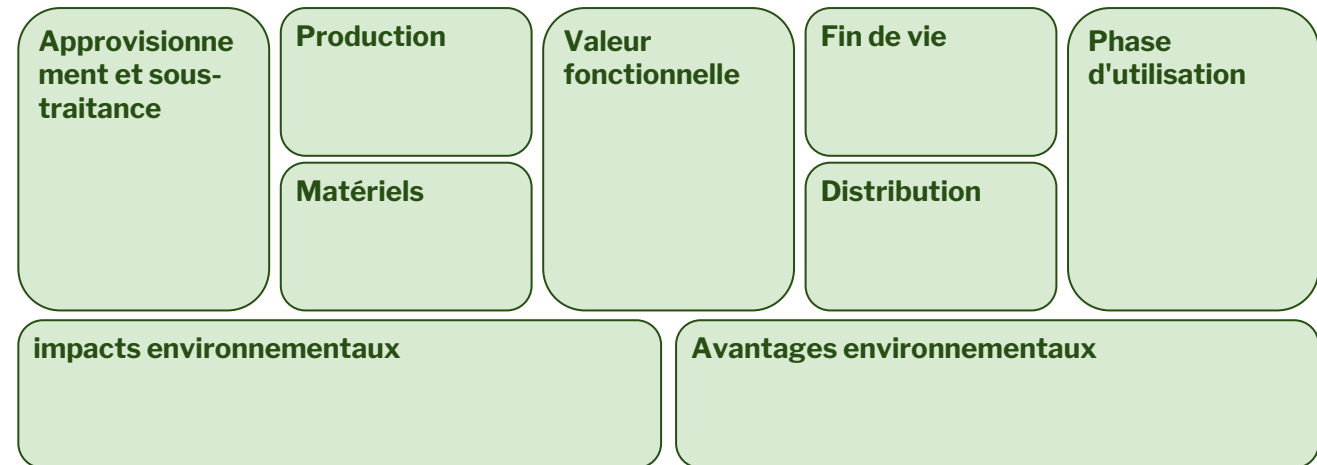 Approvisionne
ment et sous-
traitance
Production
Matériels
Valeur
fonctionnelle
Fin de vie
Distribution
Phase
d'utilisation
impacts environnementaux
Avantages environnementaux